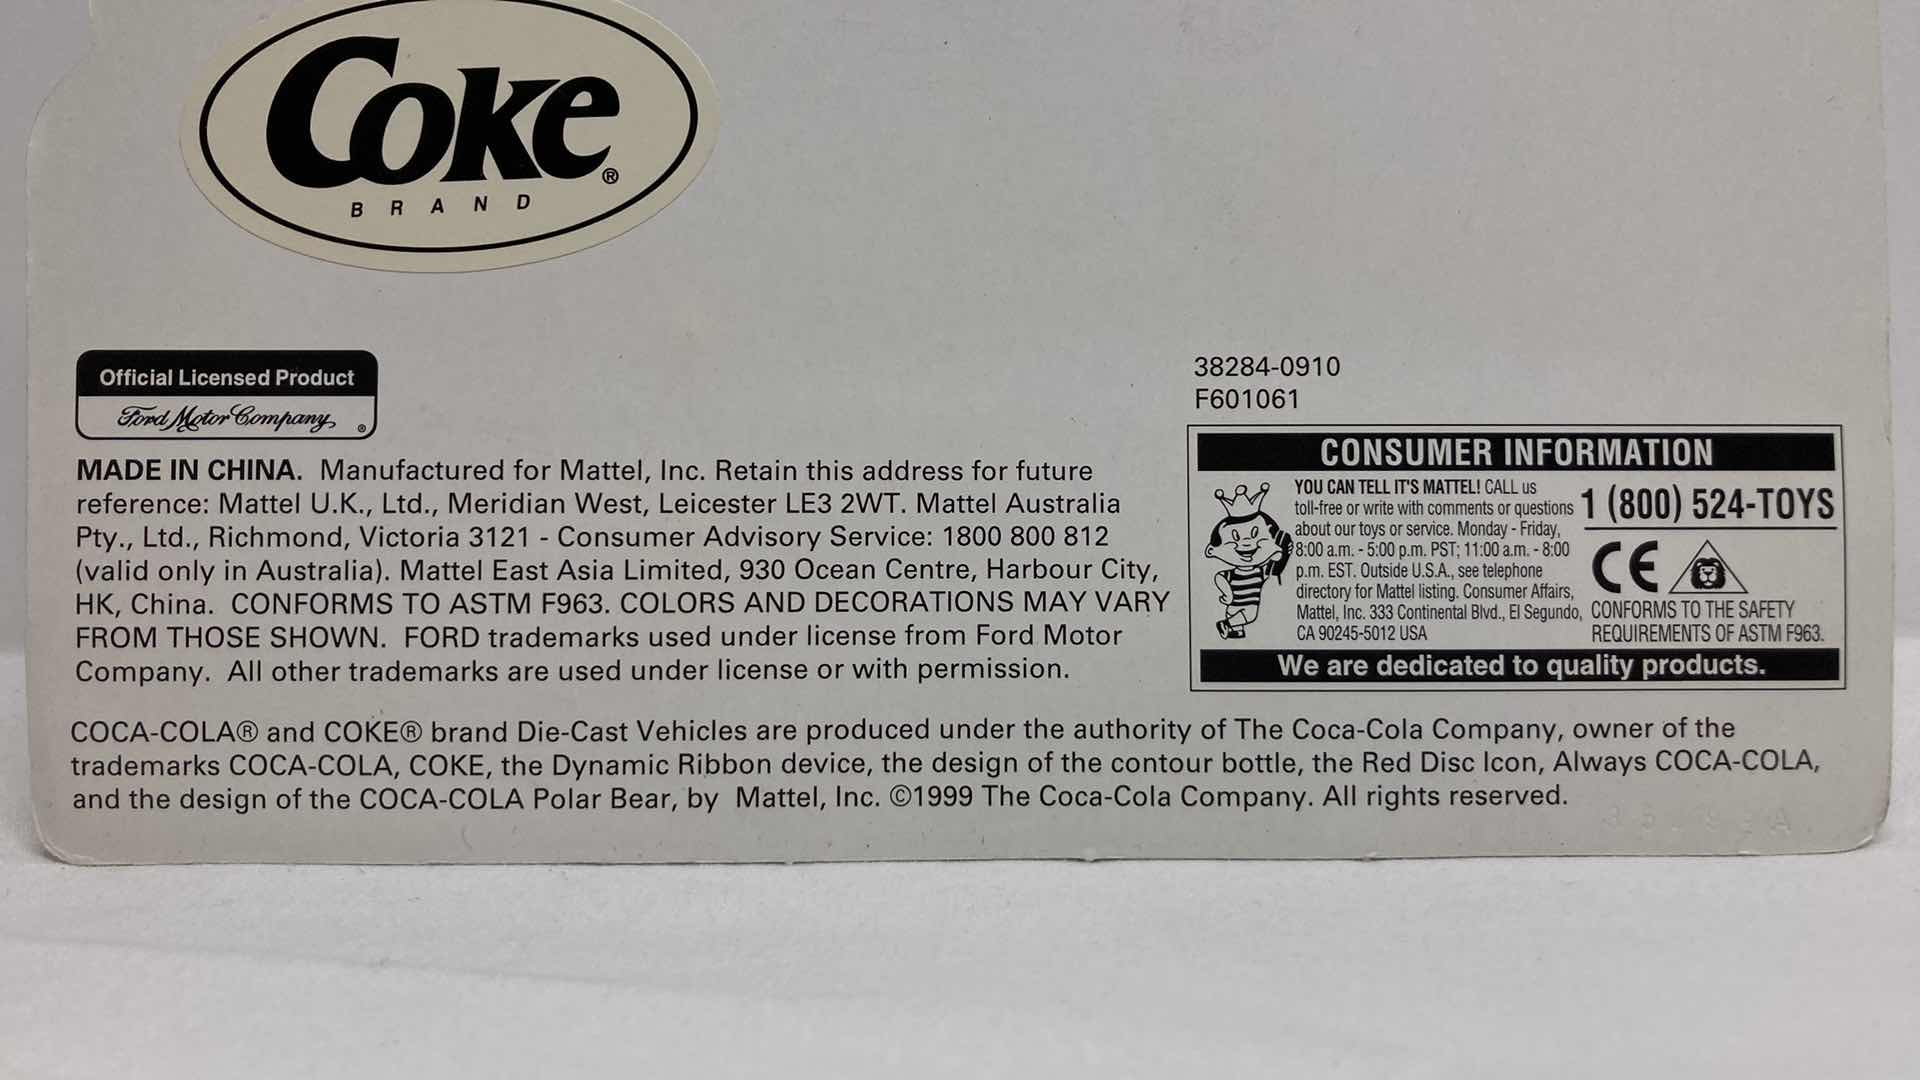 Coke®
BRAND
Official Licensed Product
Ford Motor Company ®
MADE IN CHINA. Manufactured for Mattel, Inc. Retain this address for future
reference: Mattel U.K., Ltd., Meridian West, Leicester LE3 2WT. Mattel Australia
Pty., Ltd., Richmond, Victoria 3121 - Consumer Advisory Service: 1800 800 812
(valid only in Australia). Mattel East Asia Limited, 930 Ocean Centre, Harbour City,
HK, China. CONFORMS TO ASTM F963. COLORS AND DECORATIONS MAY VARY
FROM THOSE SHOWN. FORD trademarks used under license from Ford Motor
Company. All other trademarks are used under license or with permission.
38284-0910
F601061
CONSUMER INFORMATION
YOU CAN TELL IT'S MATTEL! CALL us
toll-free or write with comments or questions
about our toys or service. Monday - Friday,
8:00 a.m. - 5:00 p.m. PST; 11:00 a.m. - 8:00
p.m. EST. Outside U.S.A., see telephone
directory for Mattel listing. Consumer Affairs,
Mattel, Inc. 333 Continental Blvd., El Segundo,
CA 90245-5012 USA
1 (800) 524-TOYS
CE
CONFORMS TO THE SAFETY
REQUIREMENTS OF ASTM F963.
We are dedicated to quality products.
COCA-COLA® and COKE® brand Die-Cast Vehicles are produced under the authority of The Coca-Cola Company, owner of the
trademarks COCA-COLA, COKE, the Dynamic Ribbon device, the design of the contour bottle, the Red Disc Icon, Always COCA-COLA,
and the design of the COCA-COLA Polar Bear, by Mattel, Inc. ©1999 The Coca-Cola Company. All rights reserved.